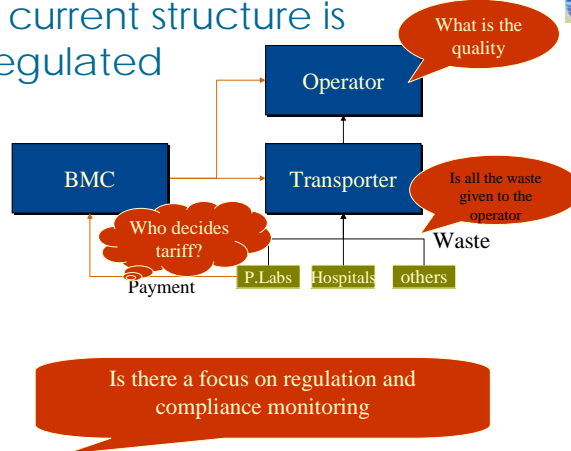 current structure is
egulated
What is the
quality
Operator
BMC
Transporter
Is all the waste
given to the
operator
Who decides
tariff?
Waste
P.Labs
Hospitals
others
Payment
Is there a focus on regulation and
compliance monitoring